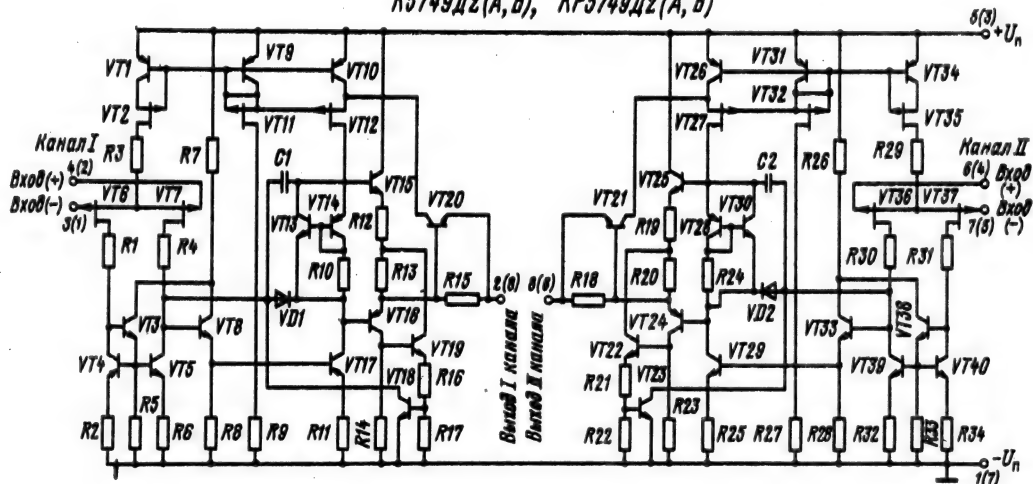 К574УД2(А,В), КР574УД2(А,В)
5(3)
+Uп
VT1
VT9
VT10
VT26
VT31
VT34
VT2
VT11
VT12
VT27
VT32
VT35
Канал I
4(2)
R3
R7
C1
C2
R26
R29
Канал II
6(4)
Вход(+)
Вход
(+)
Вход(-)
3(1)
VT6
VT7
VT13
VT14
VT15
VT20
VT21
VT25
VT28
VT30
VT36
VT37
Вход
(-)
7(5)
R1
R4
R10
R12
R13
R15
2(8)
8(6)
R18
R19
R20
R24
R30
R31
VT3
VT8
VD1
VT16
VT24
VD2
VT33
VT38
VT4
VT5
VT17
VT19
VT22
VT29
VT39
VT40
VT18
R16
R21
VT23
R2
R5
R6
R8
R9
R11
R14
R17
Выход I канала
Выход II канала
R22
R23
R25
R27
R28
R32
R33
R34
-Uп
1(7)